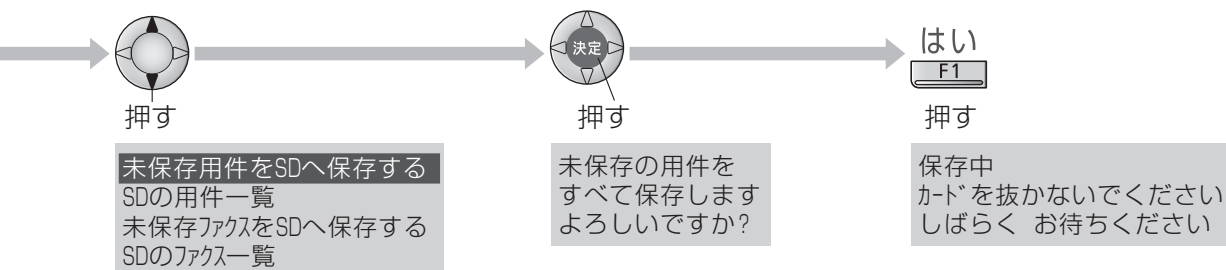 押す
未保存用件をSDへ保存する
SDの用件一覧
未保存ファクスをSDへ保存する
SDのファクス一覧
決定
押す
未保存の用件を
すべて保存します
よろしいですか?
はい
F1
押す
保存中
カードを抜かないでください
しばらく お待ちください